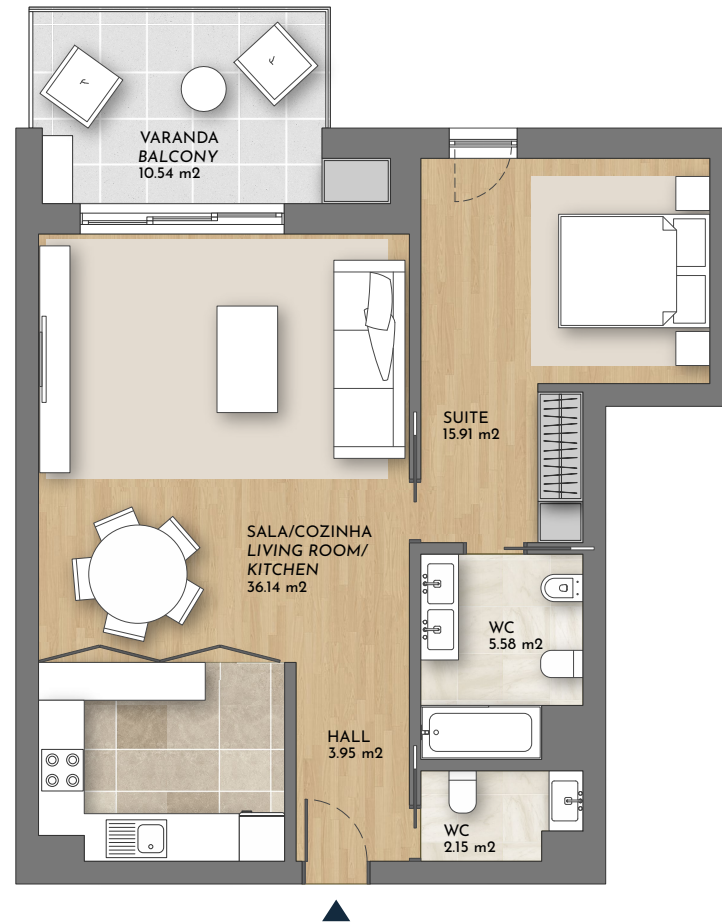 VARANDA
BALCONY
10.54 m2
SUITE
15.91 m2
SALA/COZINHA
LIVING ROOM/
KITCHEN
36.14 m2
WC
5.58 m2
HALL
3.95 m2
WC
2.15 m2